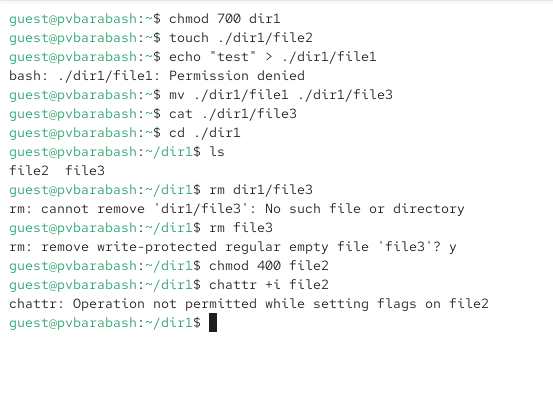 guest@pvbarabash:~$ chmod 700 dir1
guest@pvbarabash:~$ touch ./dir1/file2
guest@pvbarabash:~$ echo "test" > ./dir1/file1
bash: ./dir1/file1: Permission denied
guest@pvbarabash:~$ mv ./dir1/file1 ./dir1/file3
guest@pvbarabash:~$ cat ./dir1/file3
guest@pvbarabash:~$ cd ./dir1
guest@pvbarabash:~/dir1$ ls
file2  file3
guest@pvbarabash:~/dir1$ rm dir1/file3
rm: cannot remove 'dir1/file3': No such file or directory
guest@pvbarabash:~/dir1$ rm file3
rm: remove write-protected regular empty file 'file3'? y
guest@pvbarabash:~/dir1$ chmod 400 file2
guest@pvbarabash:~/dir1$ chattr +i file2
chattr: Operation not permitted while setting flags on file2
guest@pvbarabash:~/dir1$